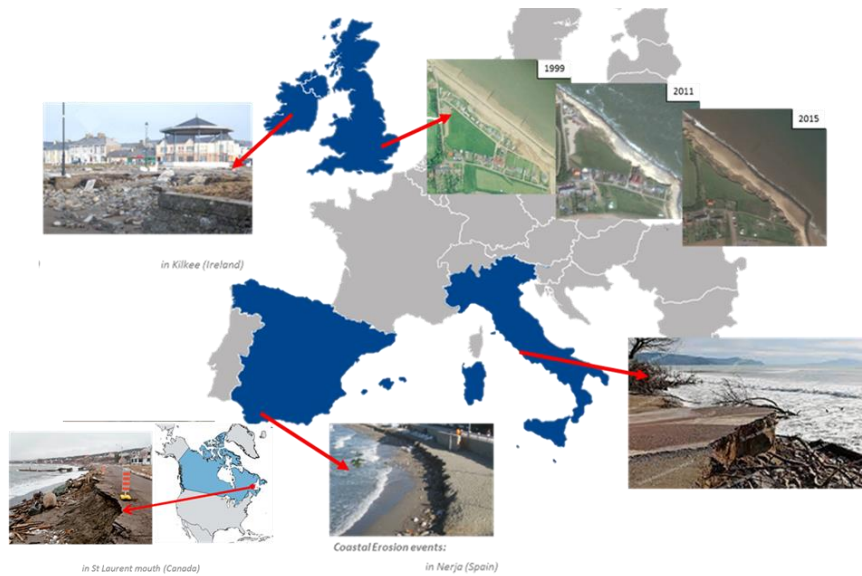 1999
2011
2015
in Kilkee (Ireland)
Coastal Erosion events:
in St Laurent mouth (Canada)
in Nerja (Spain)